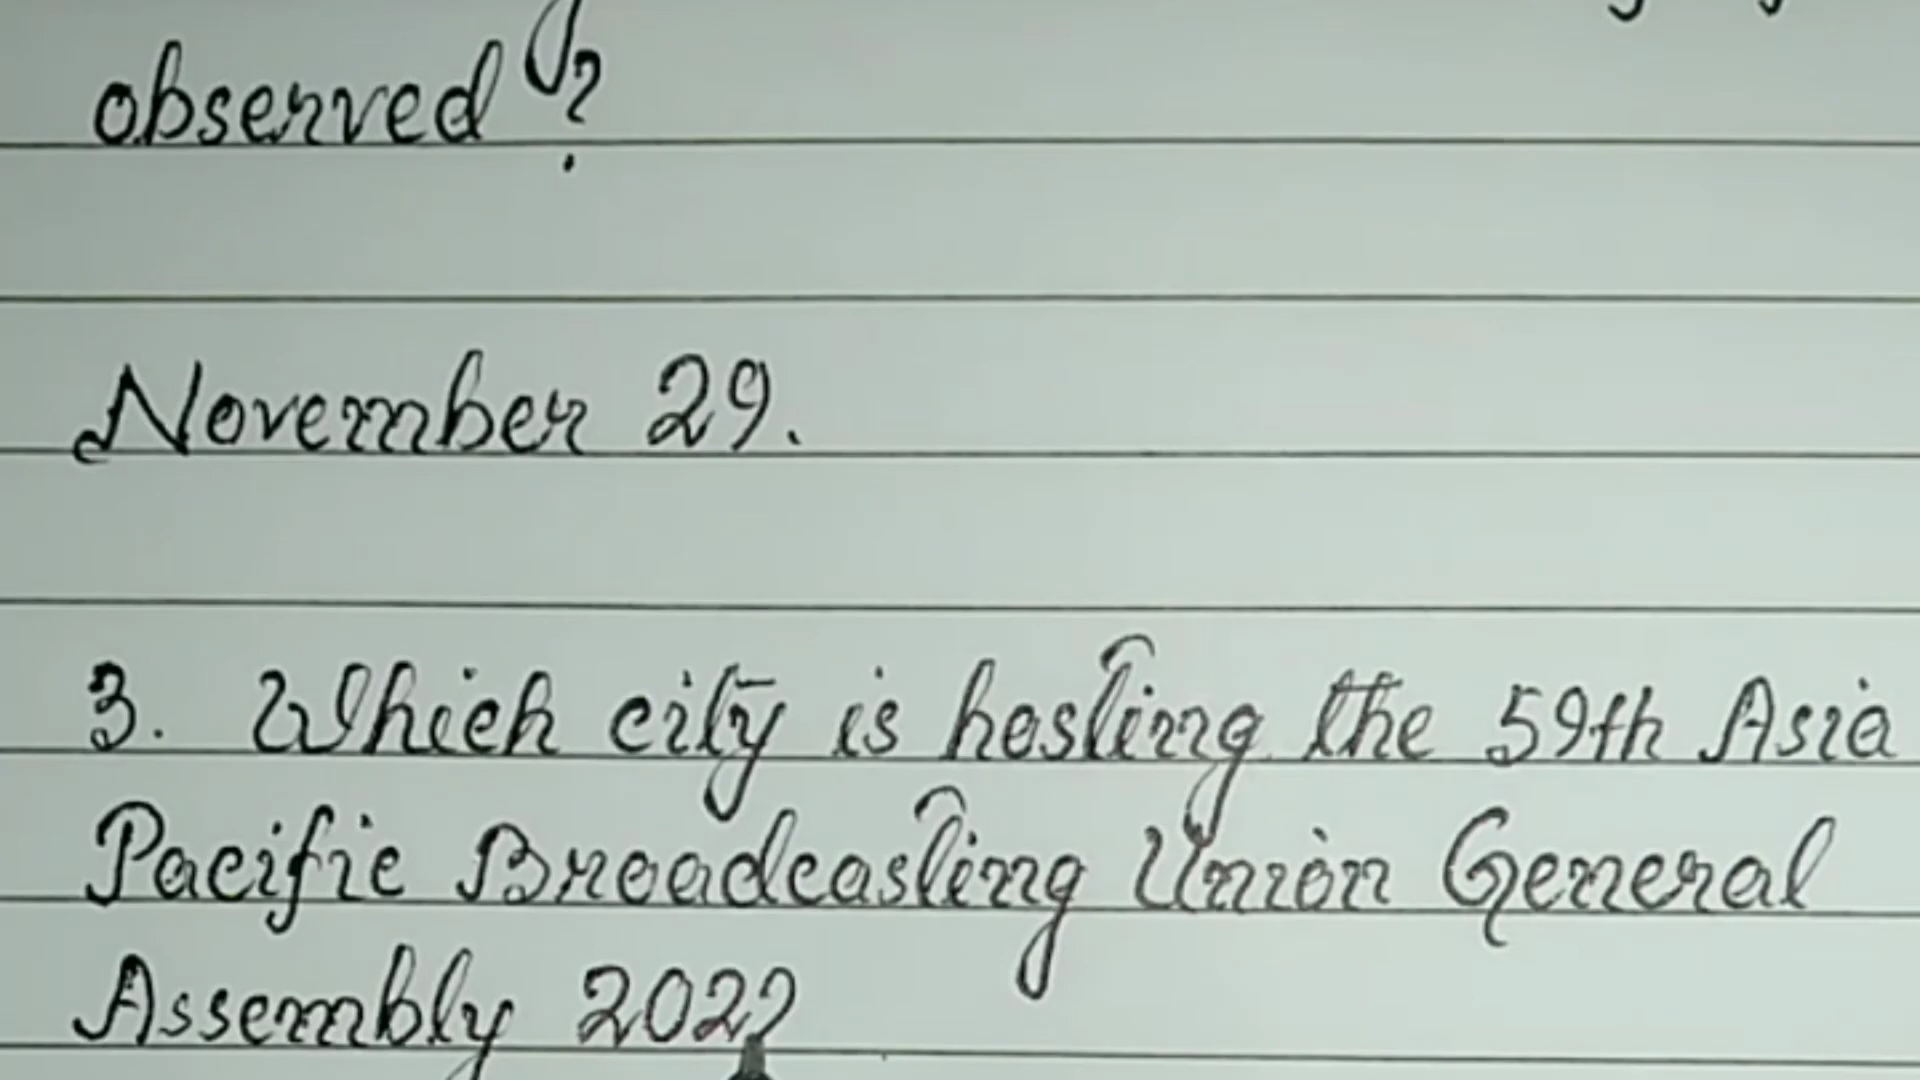 observed?
November 29.
3. Which city is hosting the 59th Asia
Pacific Broadcasting Union General
Assembly 2022